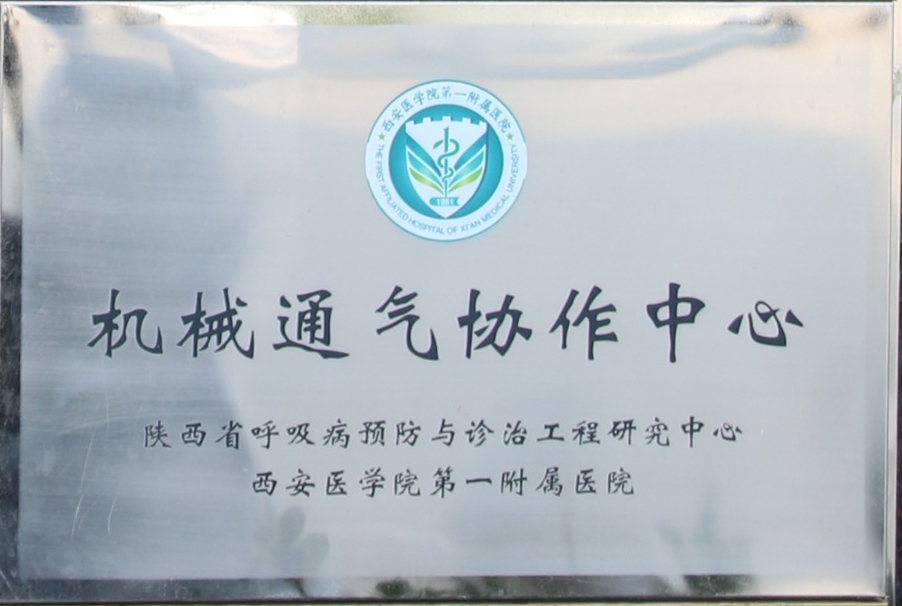 西安医学院第一附属医院
THE FIRST AFFILIATED HOSPITAL OF XI'AN MEDICAL UNIVERSITY
1951
机械通气协作中心
陕西省呼吸病预防与诊治工程研究中心
西安医学院第一附属医院